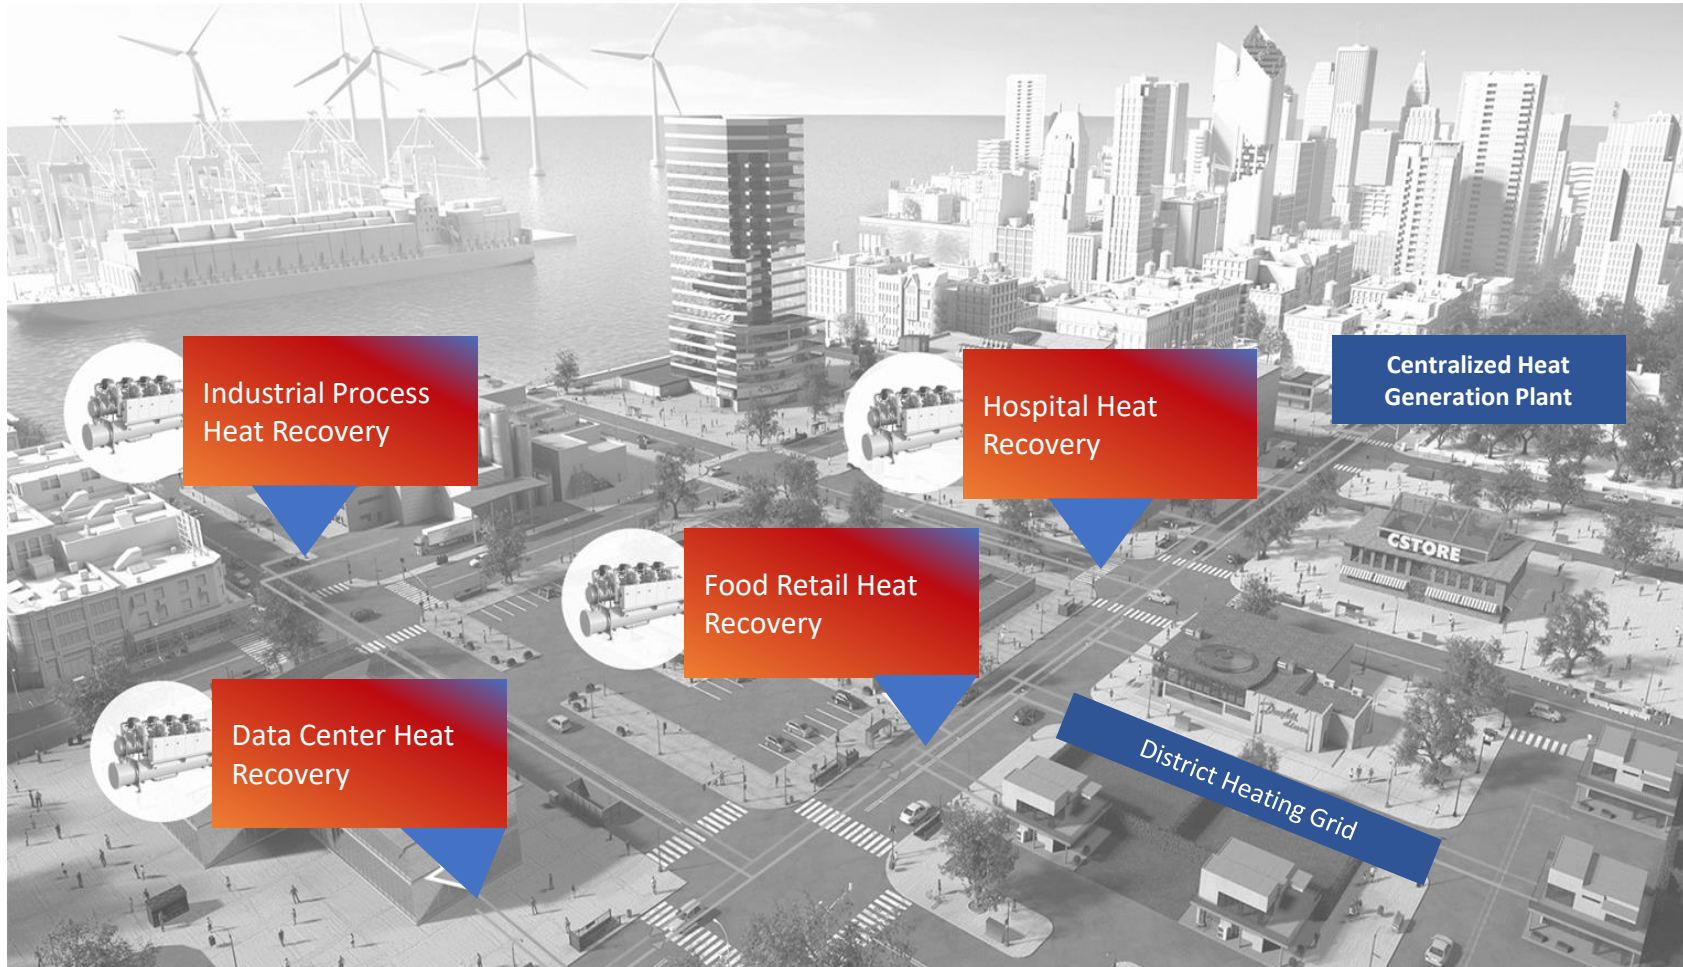 Industrial Process
Heat Recovery
Hospital Heat
Recovery
Centralized Heat
Generation Plant
Food Retail Heat
Recovery
CSTORE
Data Center Heat
Recovery
District Heating Grid